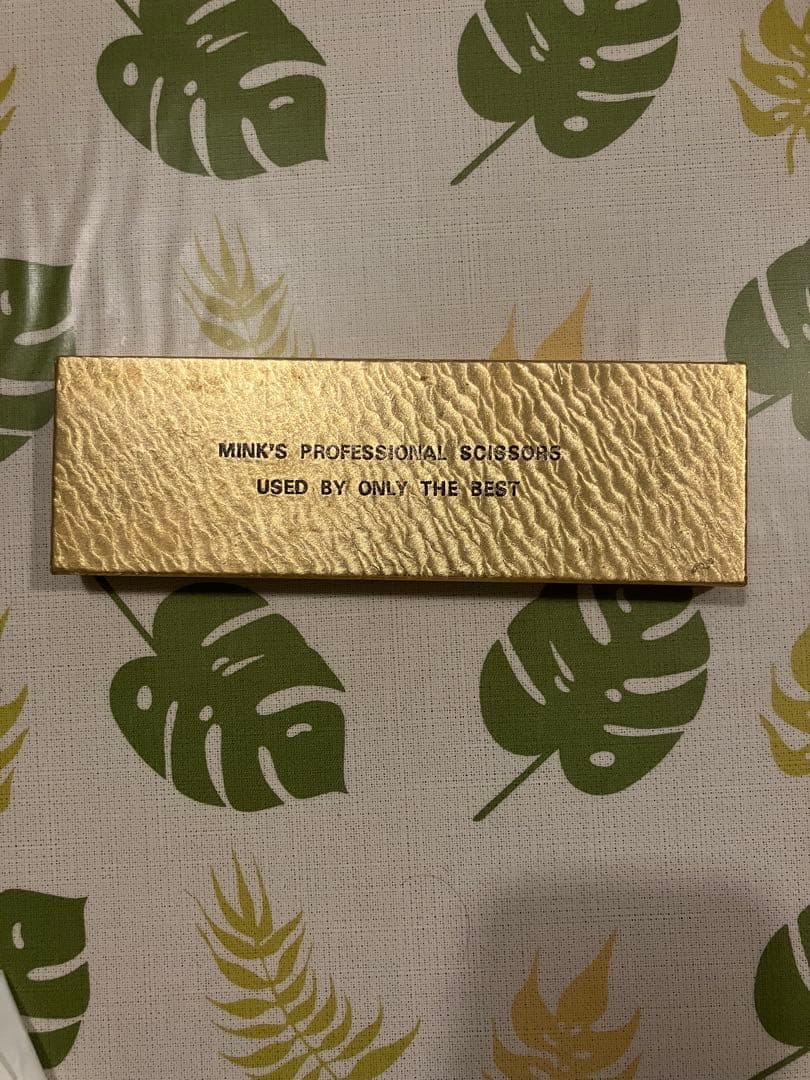 MINK'S PROFESSIONAL SCISSORS
USED BY ONLY THE BEST